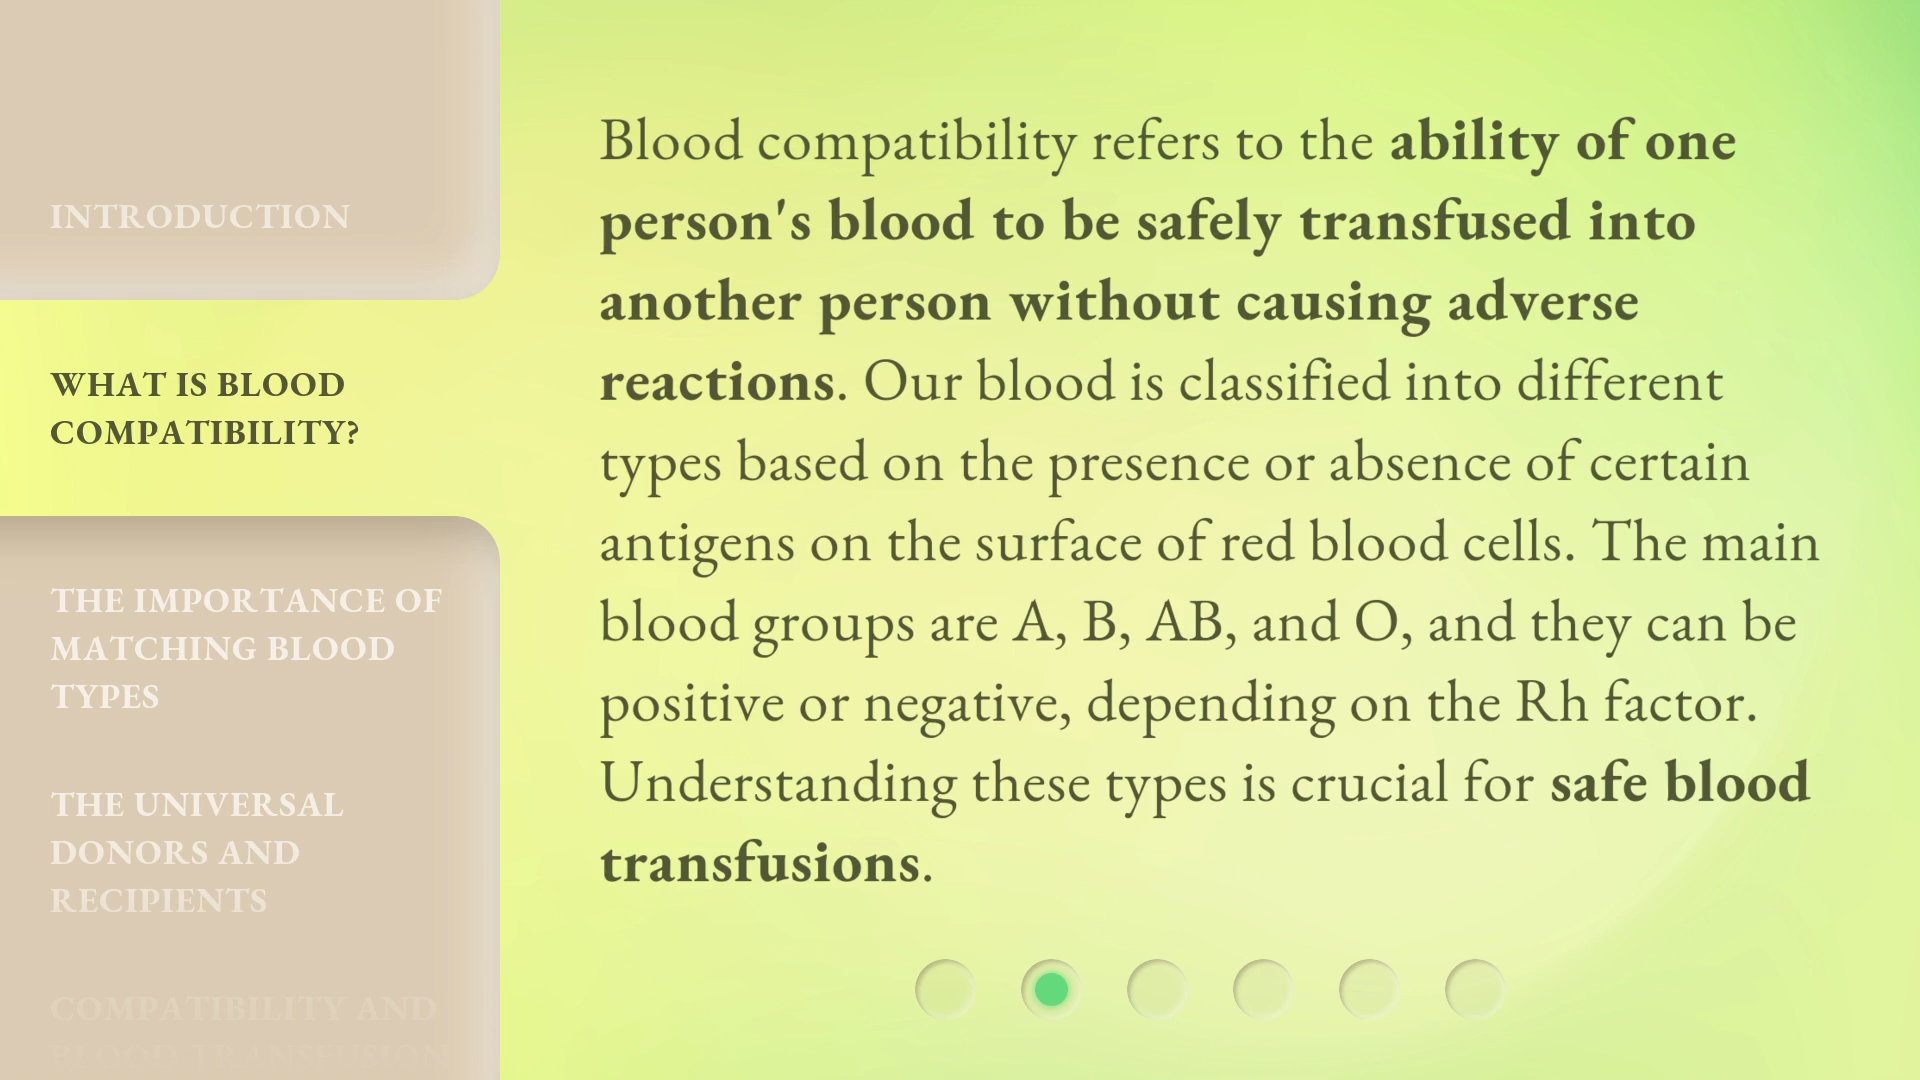 INTRODUCTION
WHAT IS BLOOD
COMPATIBILITY?
THE IMPORTANCE OF
MATCHING BLOOD
TYPES
THE UNIVERSAL
DONORS AND
RECIPIENTS
COMPATIBILITY AND
BLOOD TRANSFUSION
Blood compatibility refers to the ability of one
person's blood to be safely transfused into
another person without causing adverse
reactions. Our blood is classified into different
types based on the presence or absence of certain
antigens on the surface of red blood cells. The main
blood groups are A, B, AB, and O, and they can be
positive or negative, depending on the Rh factor.
Understanding these types is crucial for safe blood
transfusions.